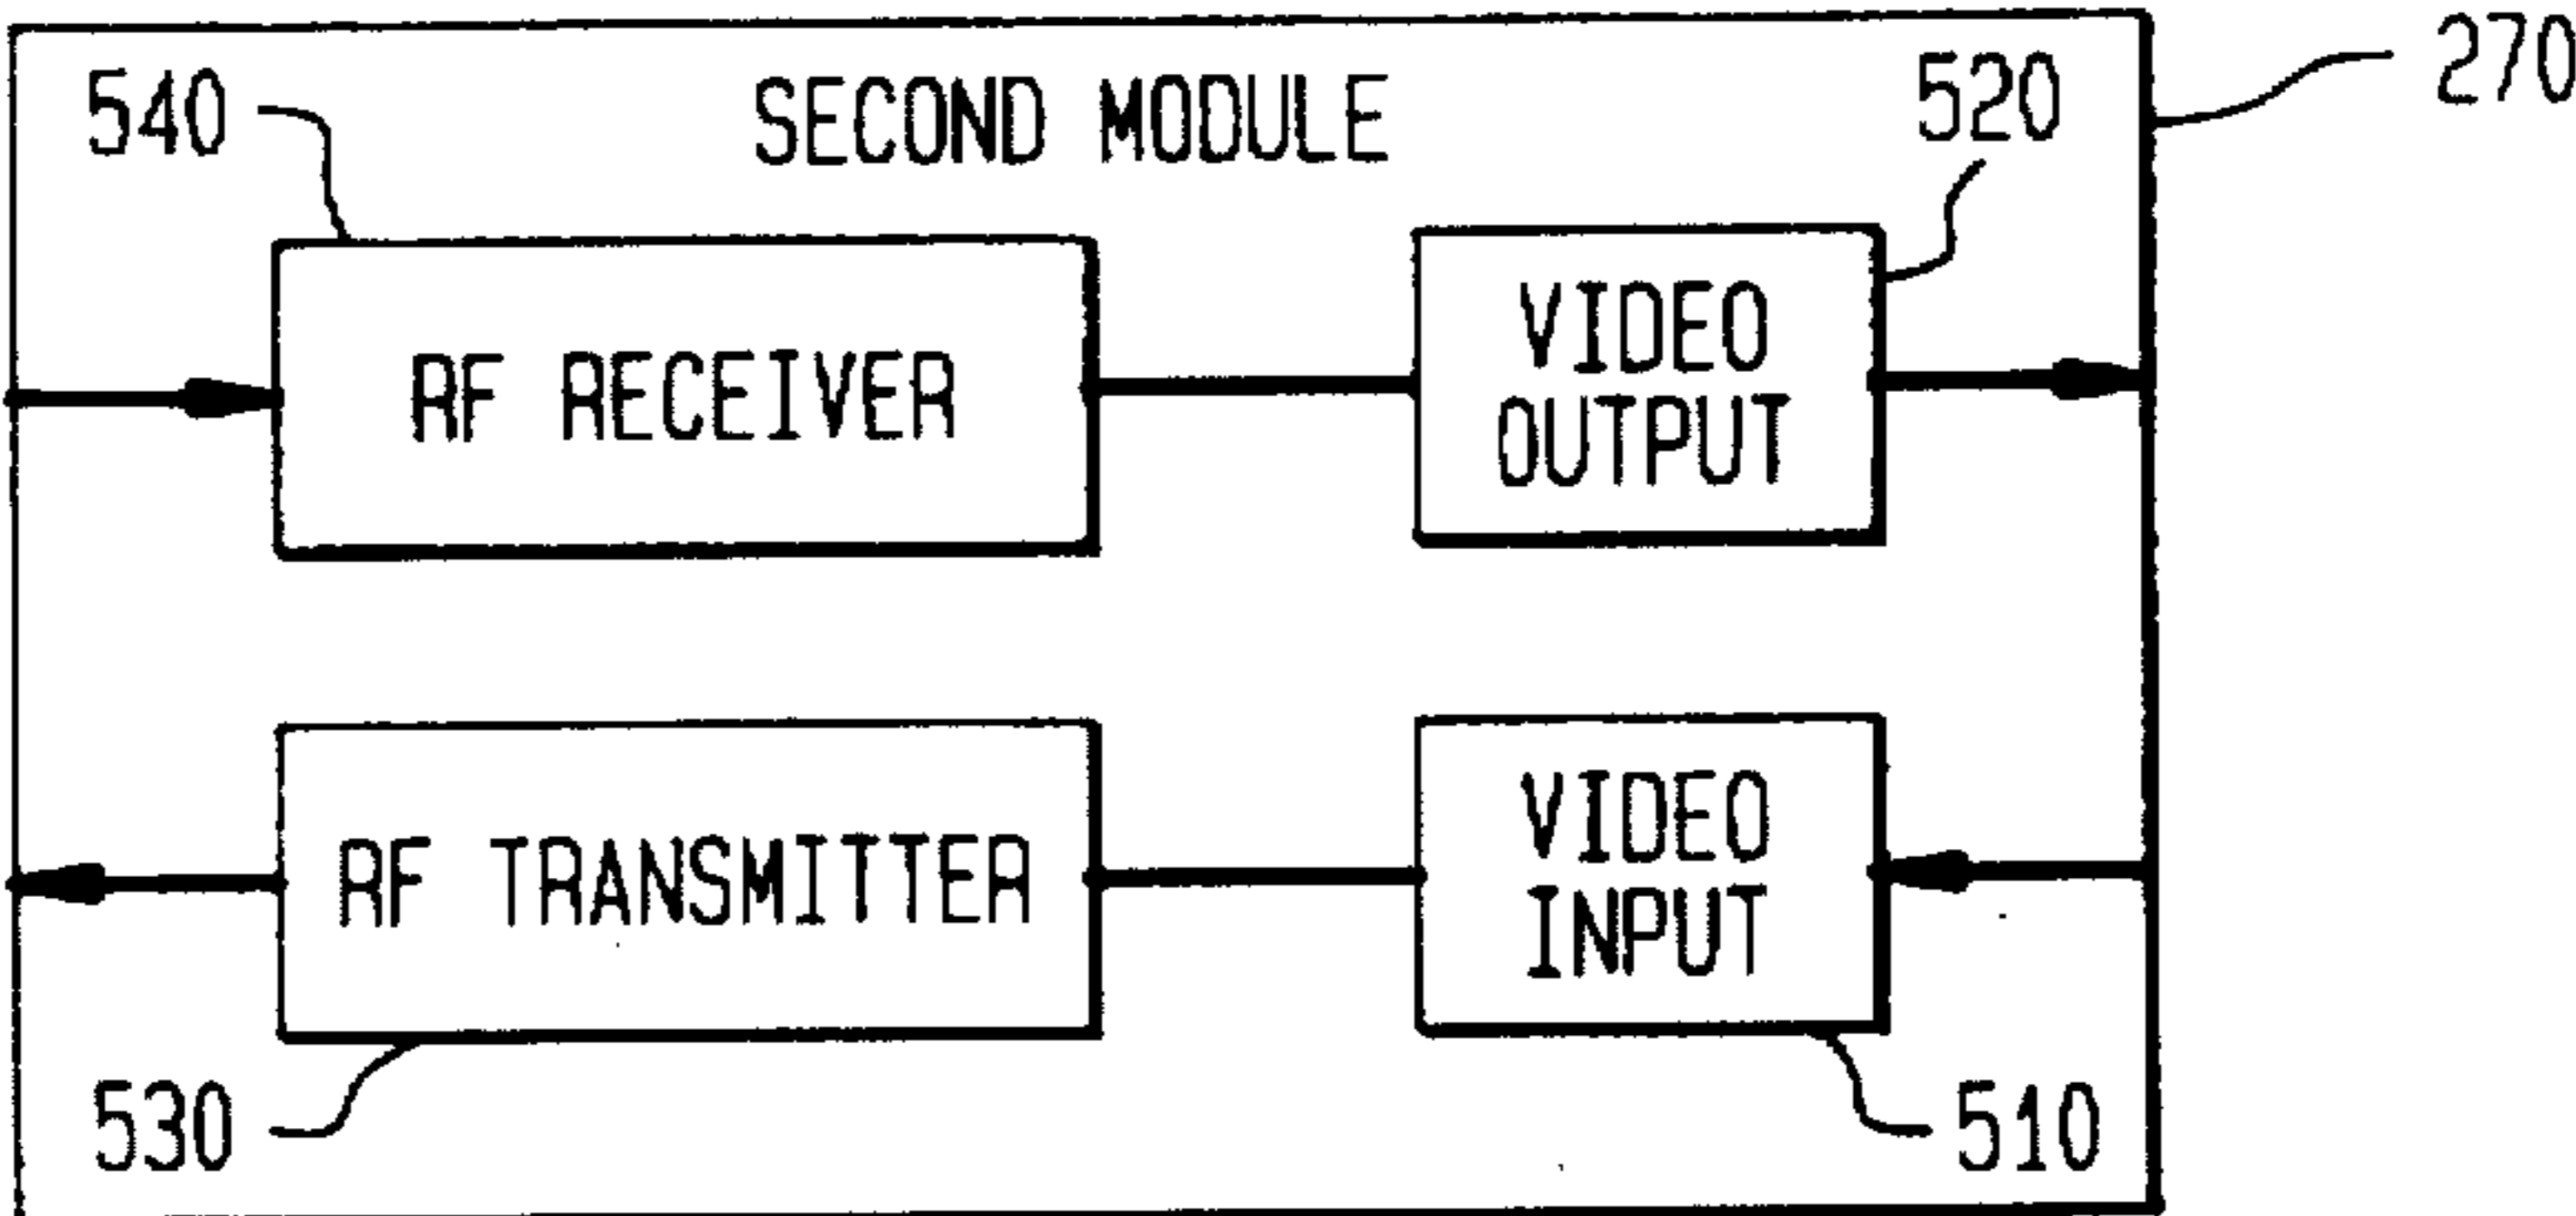 270
540
SECOND MODULE
520
RF RECEIVER
VIDEO
OUTPUT
RF TRANSMITTER
VIDEO
INPUT
530
510